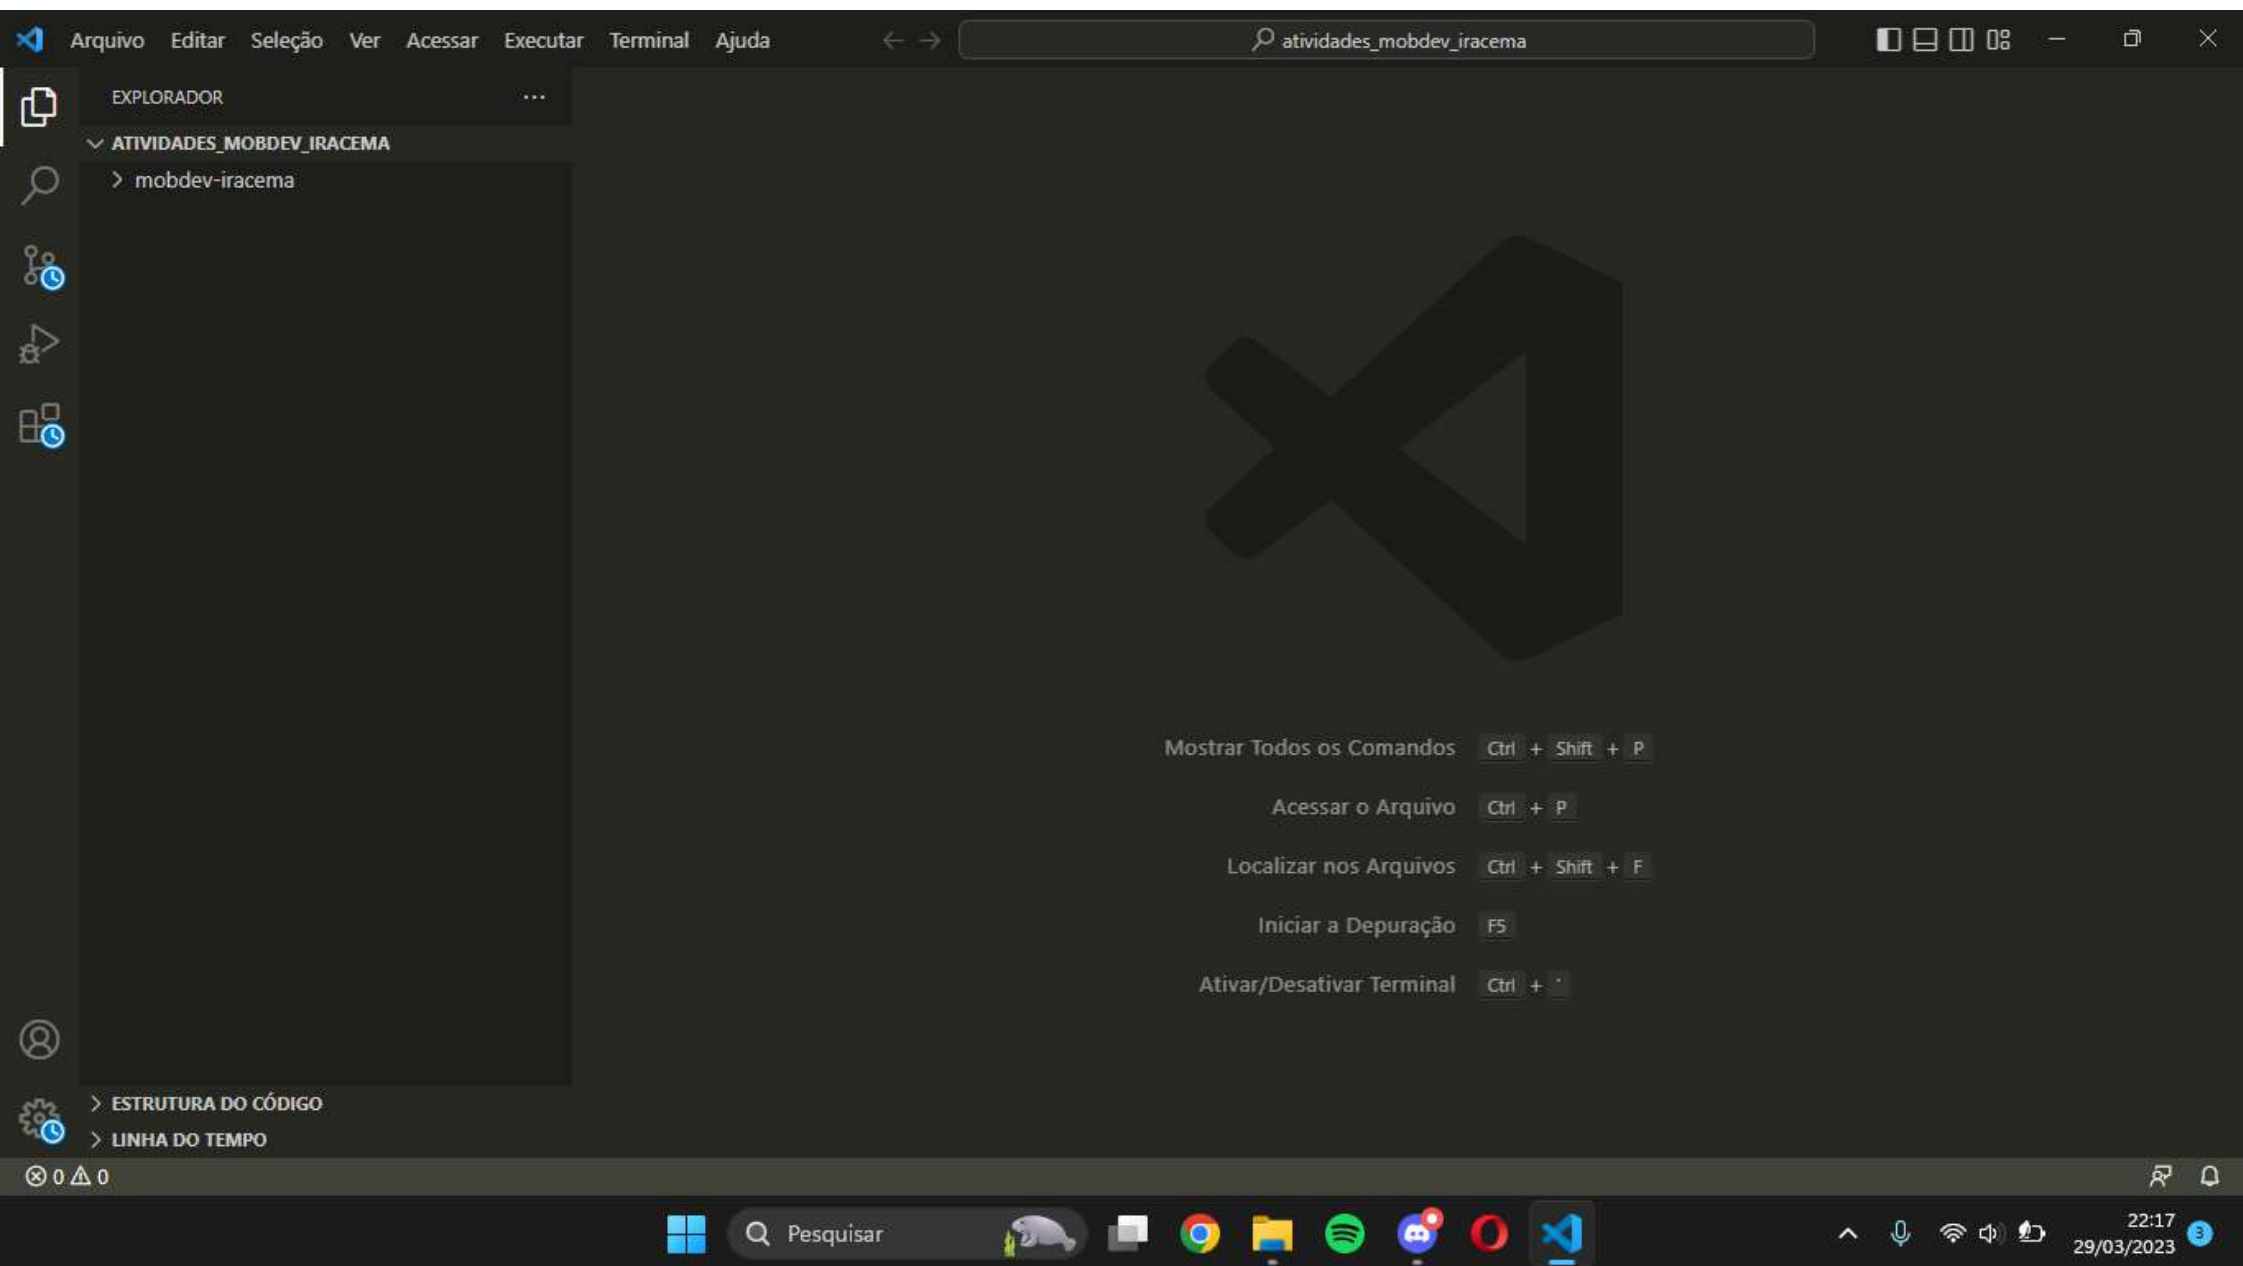 Arquivo Editar Seleção Ver Acessar Executar Terminal Ajuda atividades_mobdev_iracema
EXPLORADOR
ATIVIDADES_MOBDEV_IRACEMA
mobdev-iracema
Mostrar Todos os Comandos Ctrl + Shift + P
Acessar o Arquivo Ctrl + P
Localizar nos Arquivos Ctrl + Shift + F
Iniciar a Depuração F5
Ativar/Desativar Terminal Ctrl + '
ESTRUTURA DO CÓDIGO
LINHA DO TEMPO
0 0
Pesquisar
22:17
29/03/2023
3